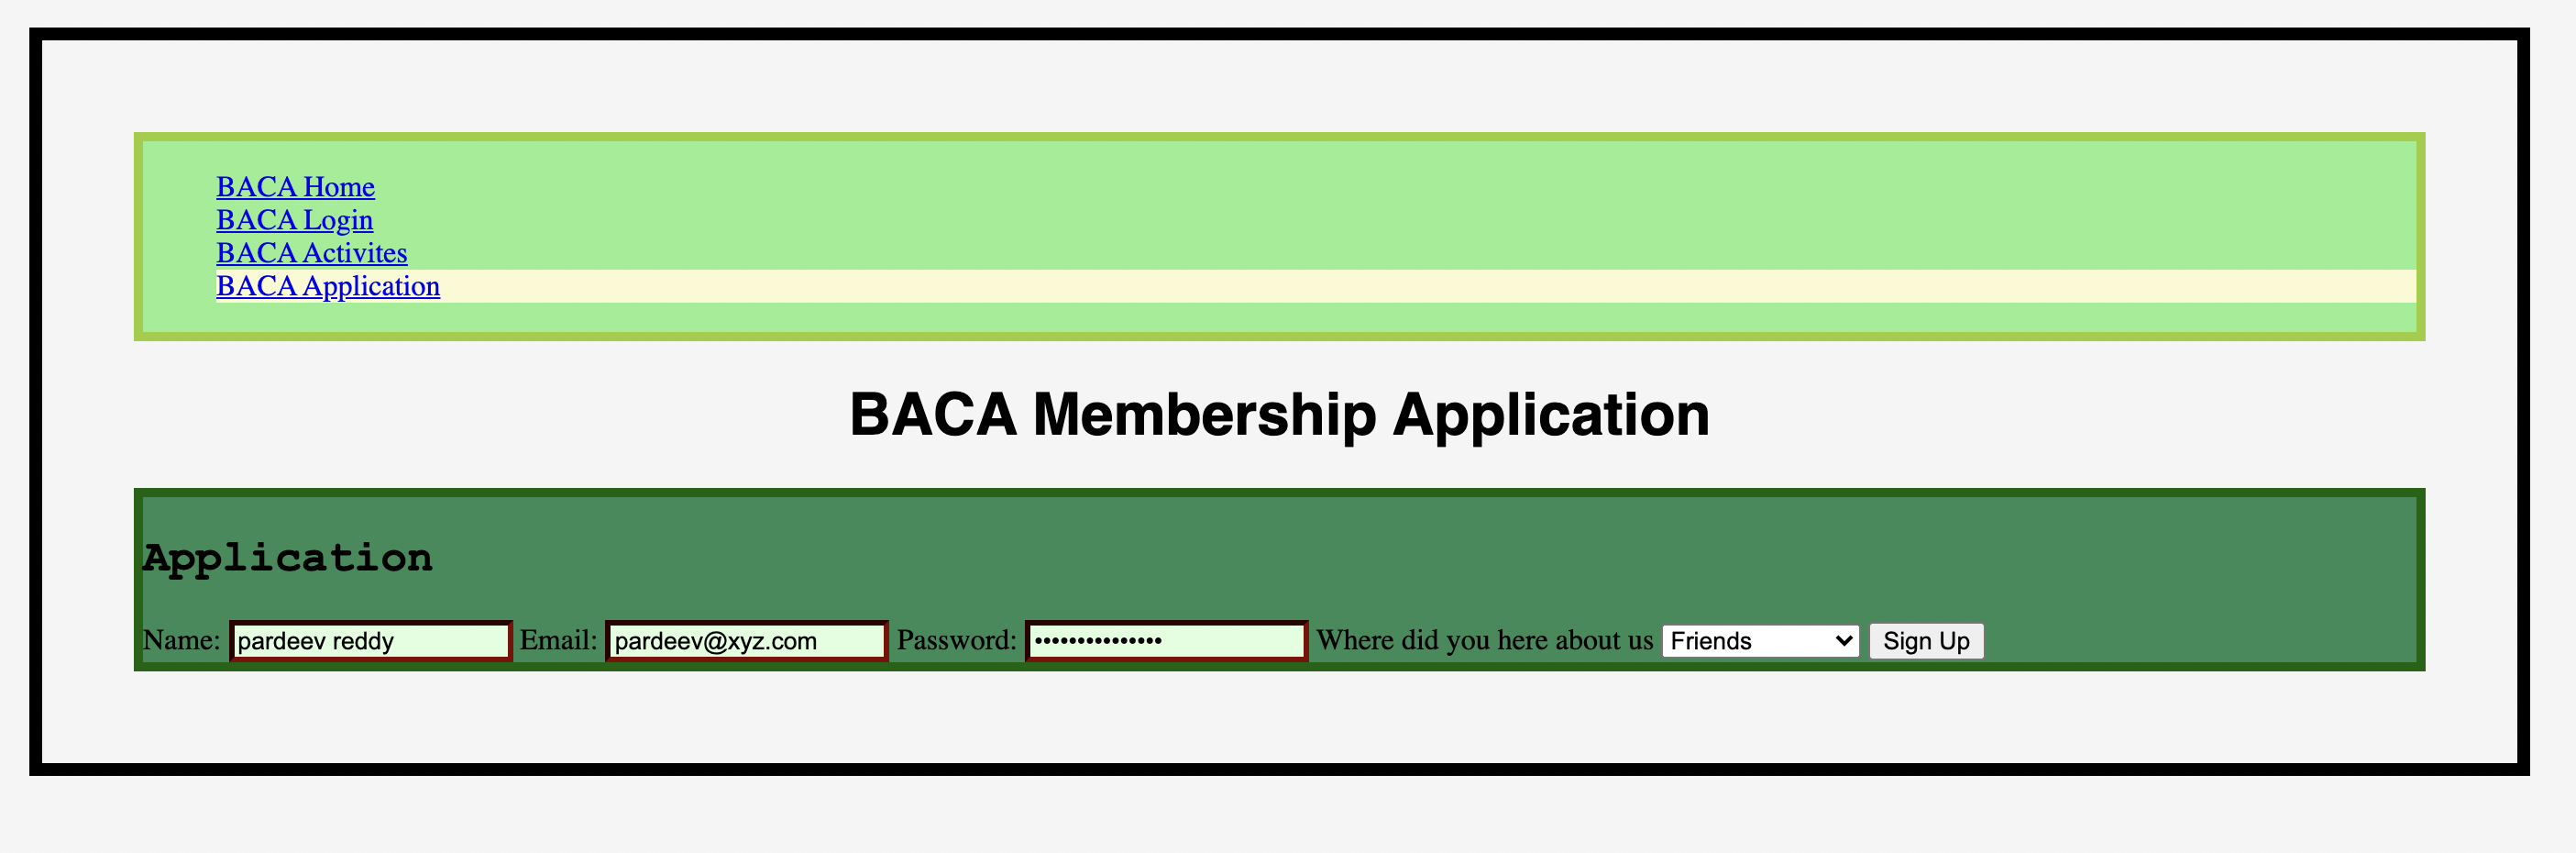 BACA Home
BACA Login
BACA Activites
BACA Application
BACA Membership Application
Application
Name: pardeev reddy Email: pardeev@xyz.com Password: ••••••••••••••• Where did you here about us Friends Sign Up